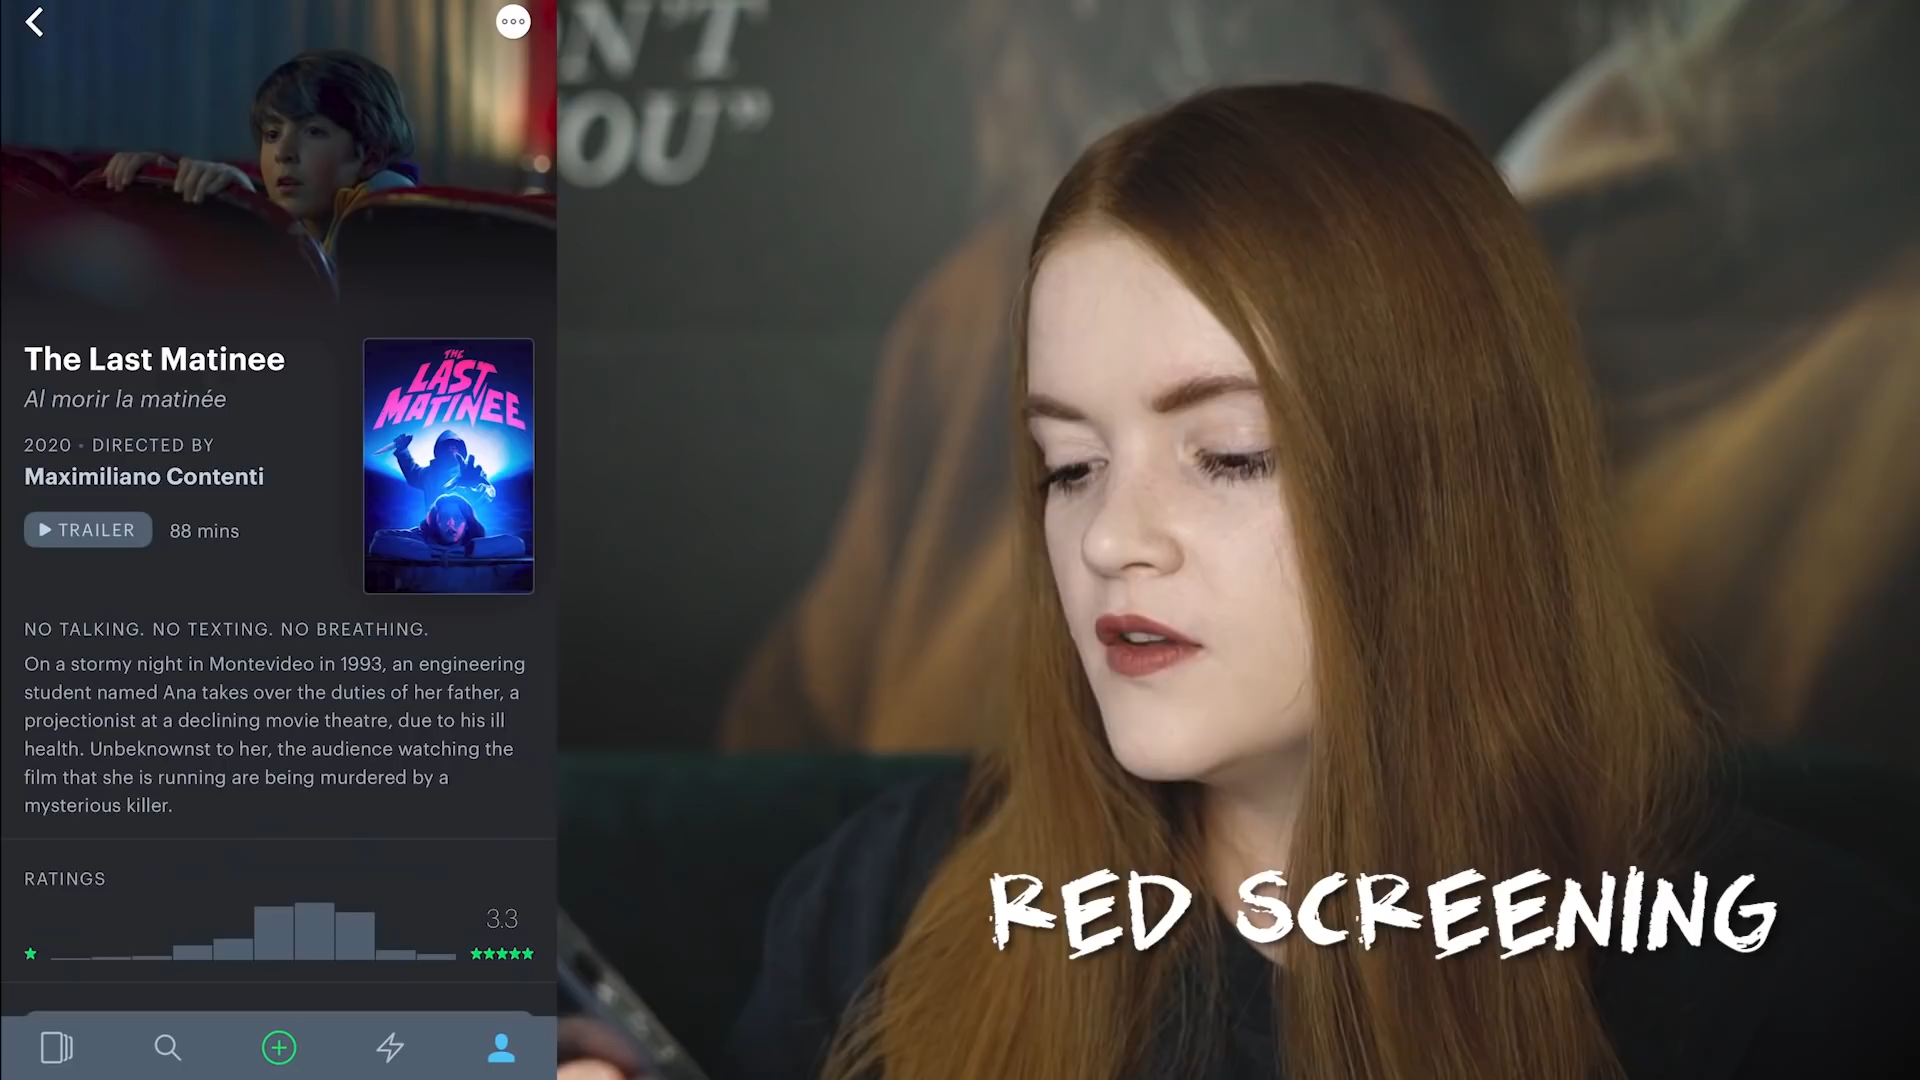 The Last Matinee
Al morir la matinée
2020 • DIRECTED BY
Maximiliano Contenti
TRAILER
88 mins
THE
LAST
MATINEE
NO TALKING. NO TEXTING. NO BREATHING.
On a stormy night in Montevideo in 1993, an engineering
student named Ana takes over the duties of her father, a
projectionist at a declining movie theatre, due to his ill
health. Unbeknownst to her, the audience watching the
film that she is running are being murdered by a
mysterious killer.
RATINGS
3.3
N'T
OU”
RED SCREENING